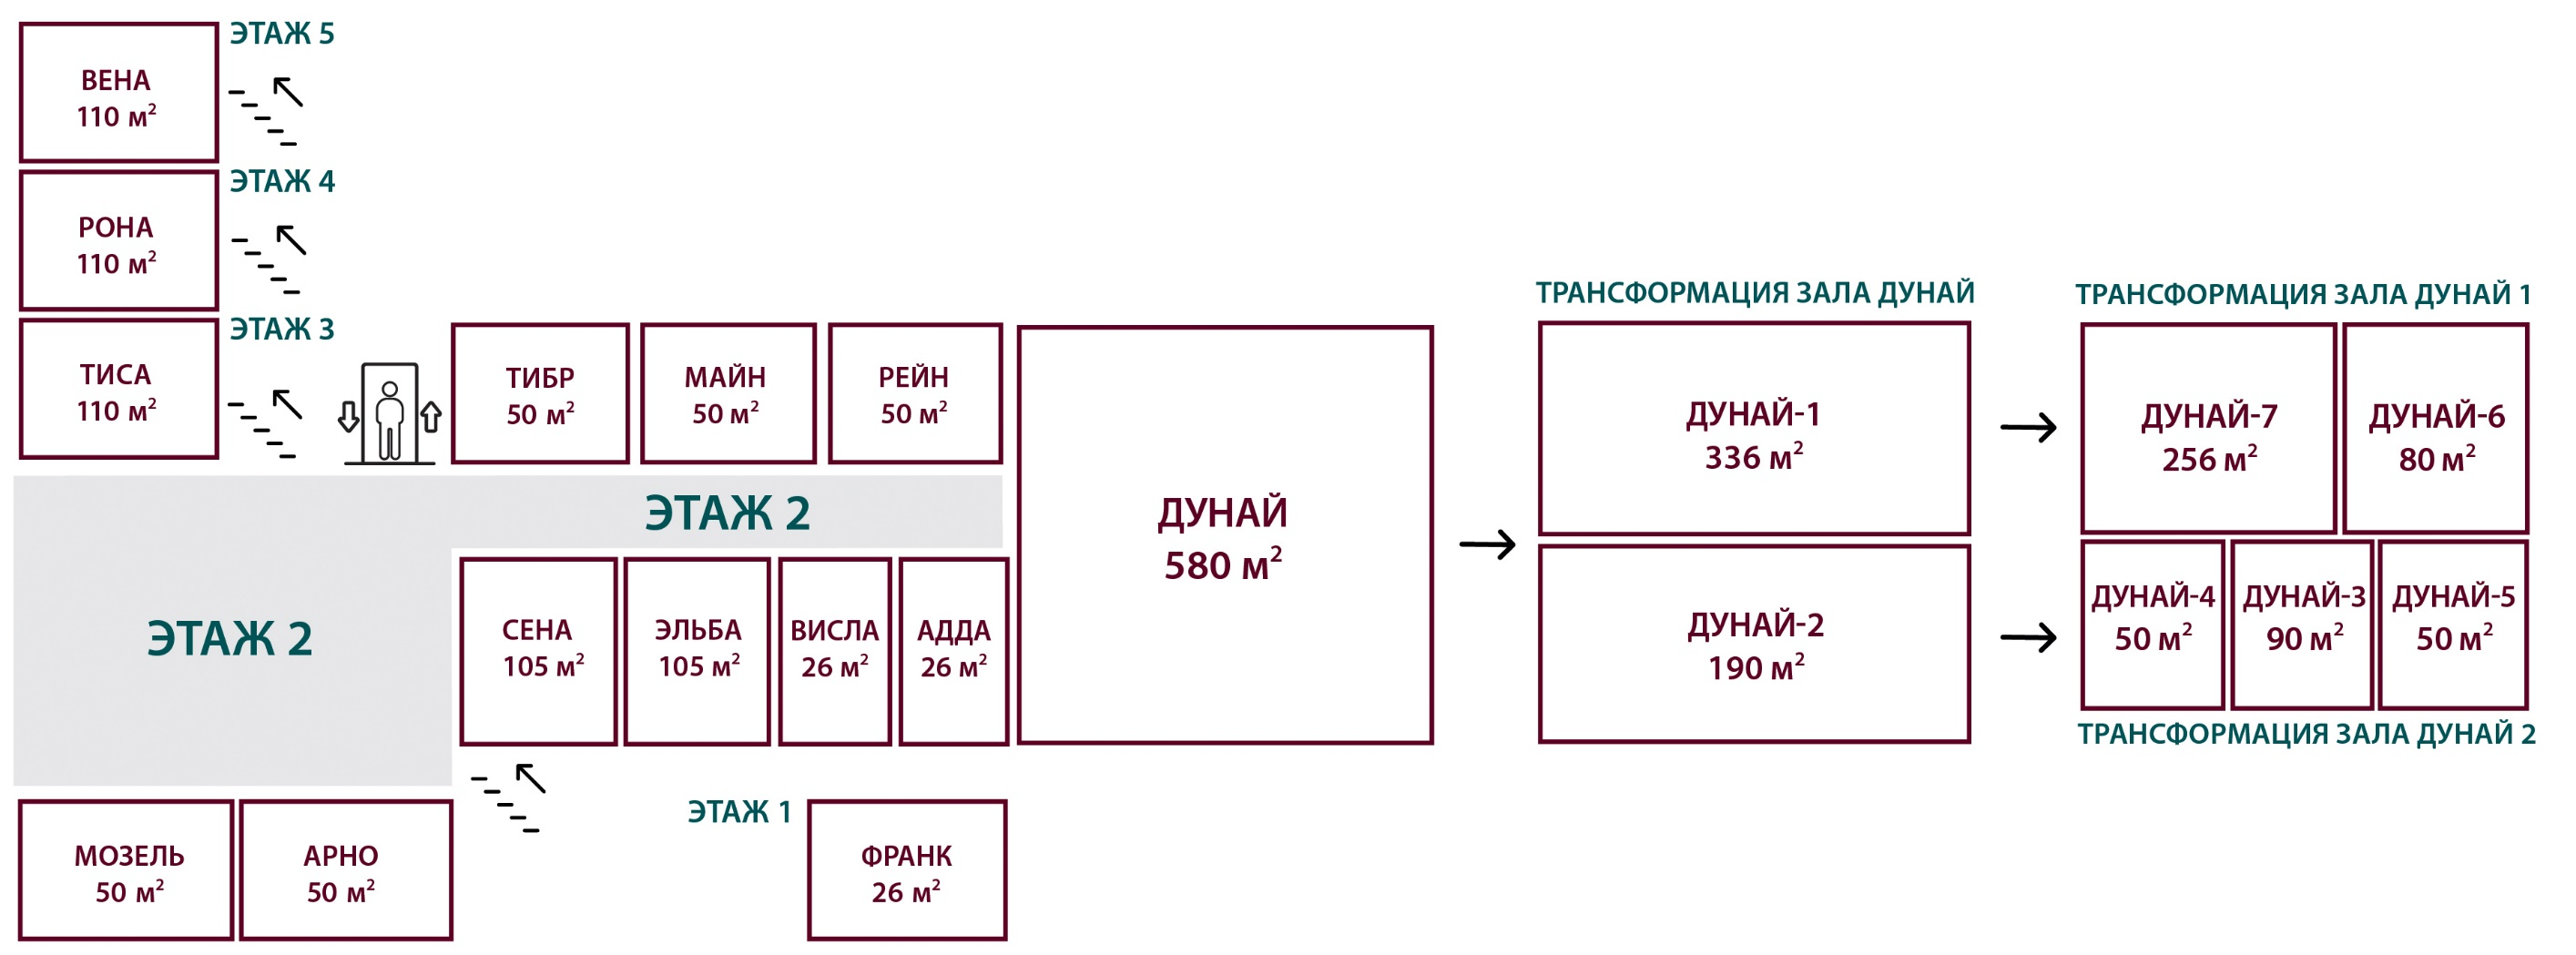 ЭТАЖ 5
ВЕНА
110 м²
ЭТАЖ 4
РОНА
110 м²
ЭТАЖ 3
ТИСА
110 м²
ТИБР
50 м²
МАЙН
50 м²
РЕЙН
50 м²
ЭТАЖ 2
ЭТАЖ 2
СЕНА
105 м²
ЭЛЬБА
105 м²
ВИСЛА
26 м²
АДДА
26 м²
МОЗЕЛЬ
50 м²
АРНО
50 м²
ЭТАЖ 1
ФРАНК
26 м²
ДУНАЙ
580 м²
ТРАНСФОРМАЦИЯ ЗАЛА ДУНАЙ
ДУНАЙ-1
336 м²
ДУНАЙ-2
190 м²
ТРАНСФОРМАЦИЯ ЗАЛА ДУНАЙ 1
ДУНАЙ-7
256 м²
ДУНАЙ-6
80 м²
ДУНАЙ-4
50 м²
ДУНАЙ-3
90 м²
ДУНАЙ-5
50 м²
ТРАНСФОРМАЦИЯ ЗАЛА ДУНАЙ 2